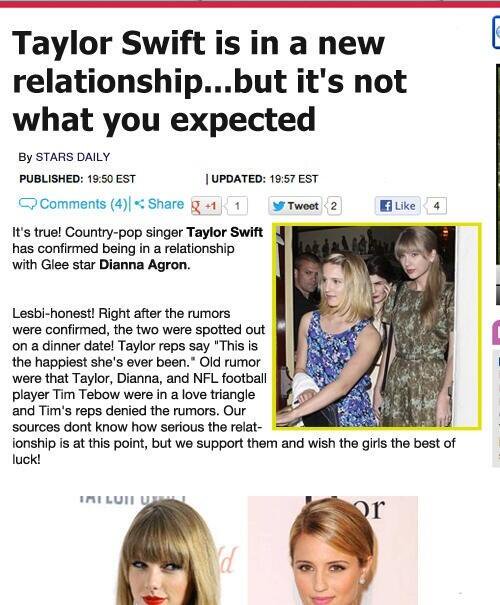 Taylor Swift is in a new
relationship...but it's not
what you expected
By STARS DAILY
PUBLISHED: 19:50 EST | UPDATED: 19:57 EST
Comments (4) | Share +1 1 Tweet 2 Like 4
It's true! Country-pop singer Taylor Swift
has confirmed being in a relationship
with Glee star Dianna Agron.
Lesbi-honest! Right after the rumors
were confirmed, the two were spotted out
on a dinner date! Taylor reps say "This is
the happiest she's ever been." Old rumor
were that Taylor, Dianna, and NFL football
player Tim Tebow were in a love triangle
and Tim's reps denied the rumors. Our
sources dont know how serious the relat-
ionship is at this point, but we support them and wish the girls the best of
luck!